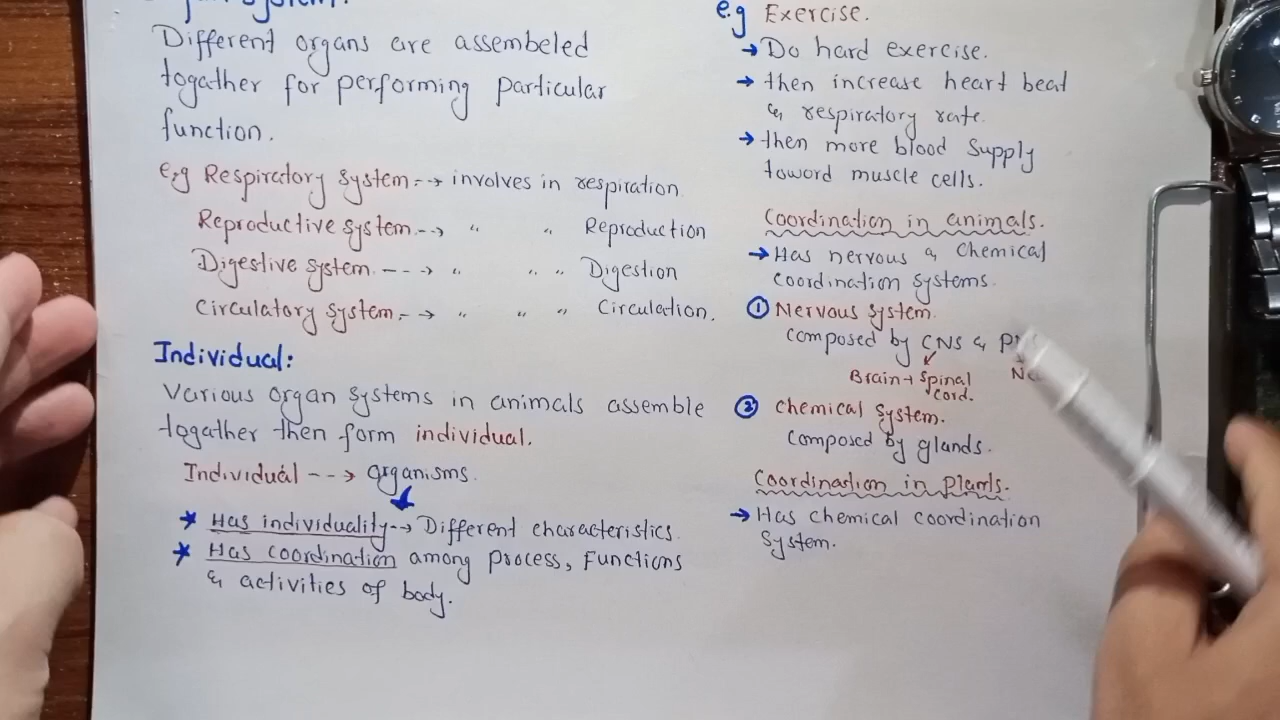 Different organs are assembeled
togather for performing particular
function.
e,g Respiratory system --→ involves in respiration
Reproductive system --→ " " Reproduction
Digestive system ---→ " " " Digestion
Circulatory system --→ " " " Circulation.
Individual:
Various organ systems in animals assemble
togather then form individual.
Individual --→ organisms.
* Has individuality --→ Different characteristics
* Has coordination among process, Functions
& activities of body.
e.g Exercise.
→ Do hard exercise.
→ then increase heart beat
& respiratory rate.
→ then more blood supply
toword muscle cells.
Coordination in animals.
→ Has nervous & chemical
coordination systems.
① Nervous system.
composed by CNS &
Brain + spinal
cord.
② Chemical system.
composed by glands.
Coordination in plants.
→ Has chemical coordination
system.